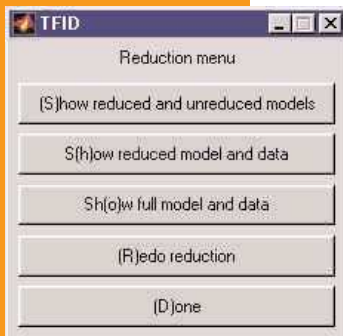 TFID
Reduction menu
(S)how reduced and unreduced models
S(h)ow reduced model and data
Sh(o)w full model and data
(R)edo reduction
(D)one